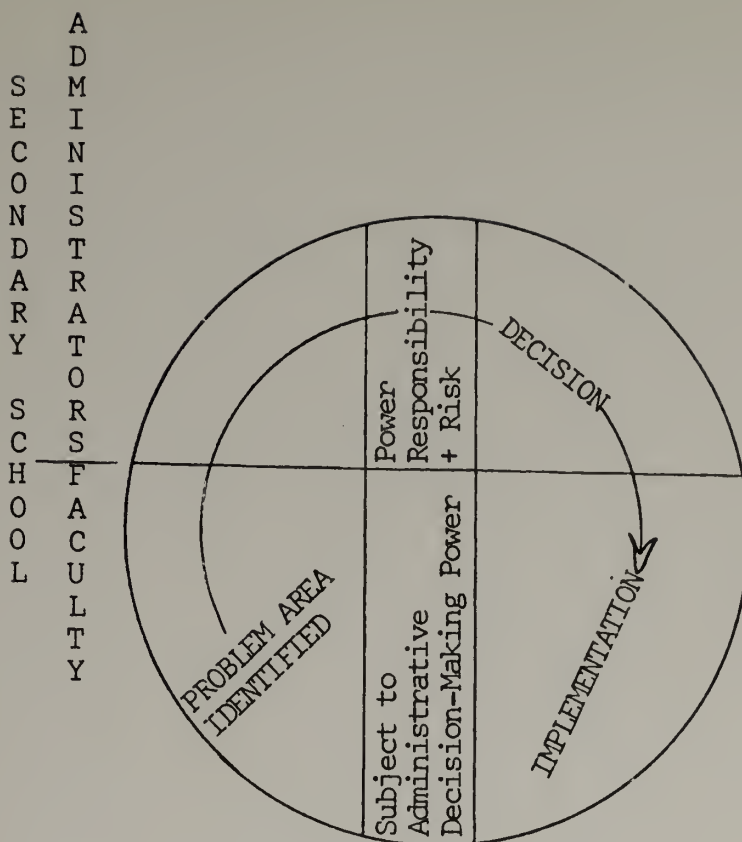 SECONDARY SCHOOL
ADMINISTRATORS
FACULTY
Power
Responsibility
+ Risk
DECISION
PROBLEM AREA
IDENTIFIED
Subject to
Administrative
Decision-Making Power
IMPLEMENTATION